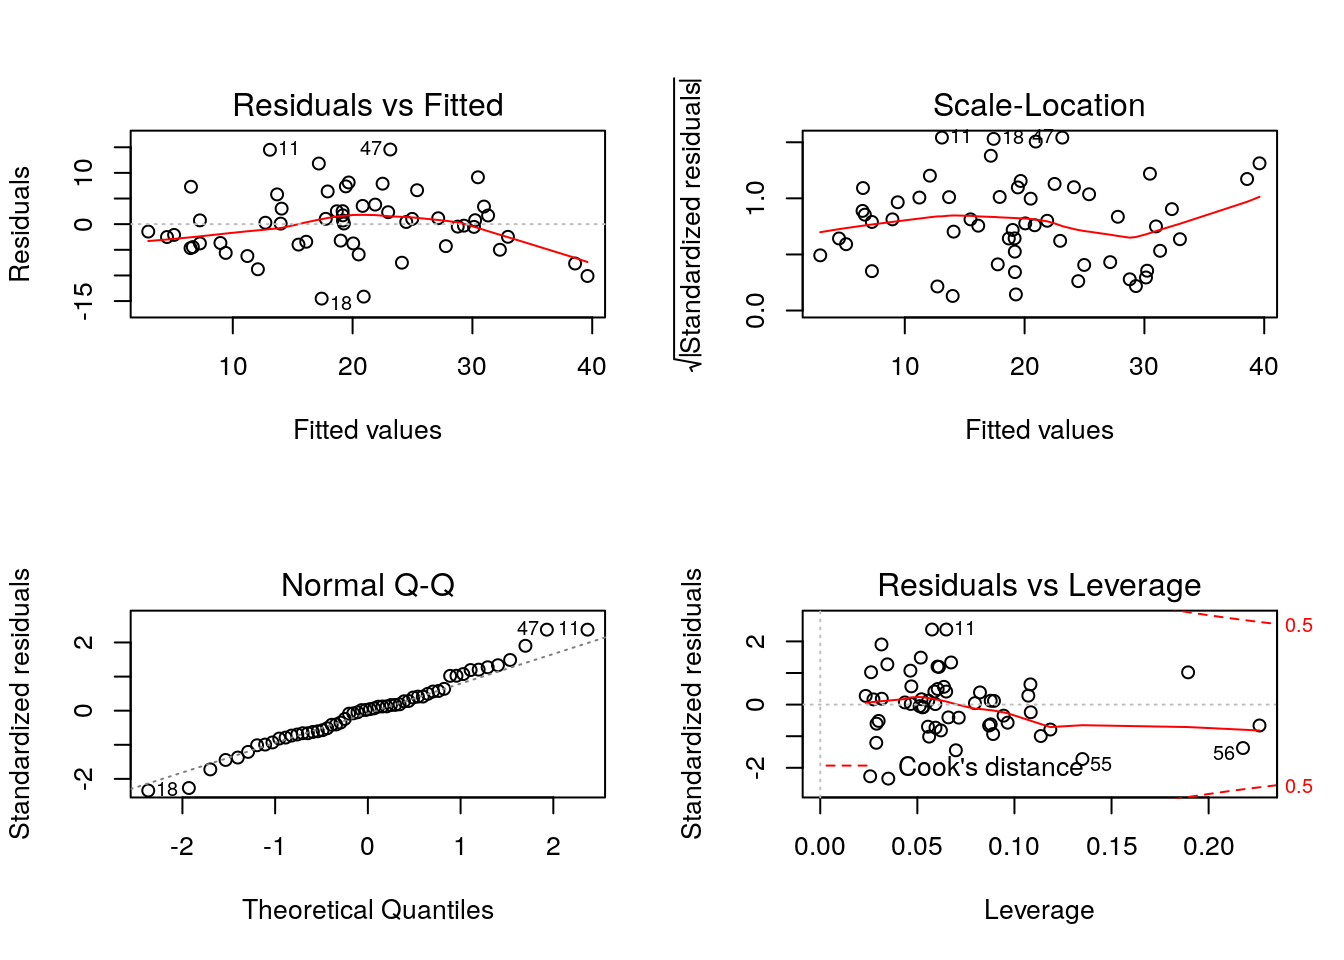 Residuals vs Fitted
Residuals
10
0
-15
11
47
18
10 20 30 40
Fitted values
Scale-Location
√|Standardized residuals|
1.0
0.0
11
18
47
10 20 30 40
Fitted values
Normal Q-Q
Standardized residuals
2
0
-2
47
11
18
-2 -1 0 1 2
Theoretical Quantiles
Residuals vs Leverage
Standardized residuals
2
0
-2
11
0.5
56
55
Cook's distance
0.5
0.00 0.05 0.10 0.15 0.20
Leverage